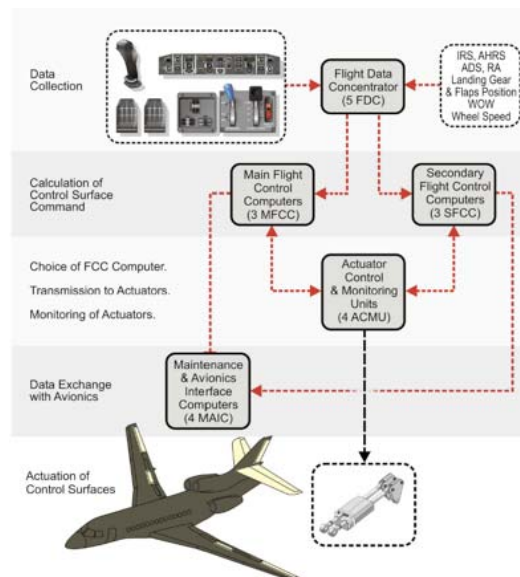 Data
Collection
Flight Data
Concentrator
(5 FDC)
IRS, AHRS
ADS, RA
Landing Gear
& Flaps Position
WOW
Wheel Speed
Calculation of
Control Surface
Command
Main Flight
Control
Computers
(3 MFCC)
Secondary
Flight Control
Computers
(3 SFCC)
Choice of FCC Computer.
Transmission to Actuators.
Monitoring of Actuators.
Actuator
Control
& Monitoring
Units
(4 ACMU)
Data Exchange
with Avionics
Maintenance
& Avionics
Interface
Computers
(4 MAIC)
Actuation of
Control Surfaces